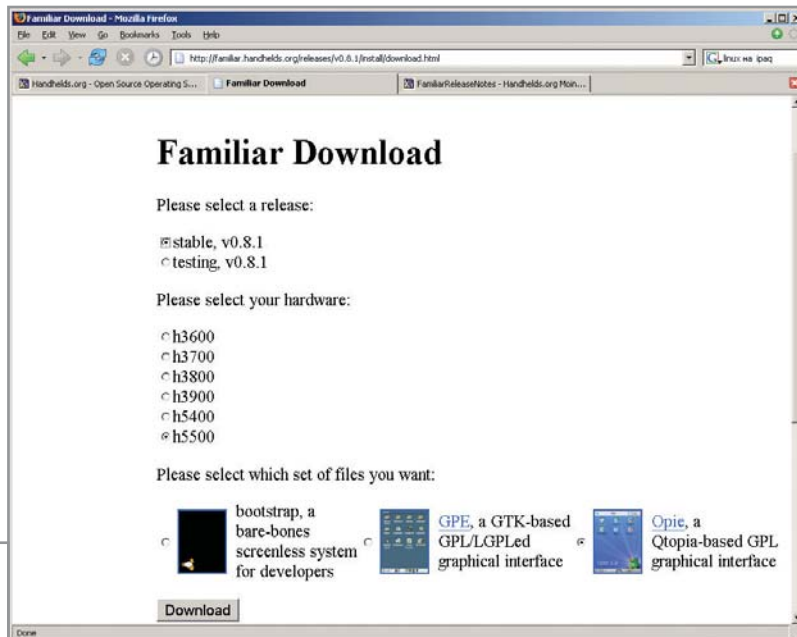 Familiar Download - Mozilla Firefox
File Edit View Go Bookmarks Tools Help
http://familiar.handhelds.org/releases/v0.8.1/install/download.html
linux на ipaq
Handhelds.org - Open Source Operating S...
Familiar Download
FamiliarReleaseNotes - Handhelds.org Moin...
Familiar Download
Please select a release:
stable, v0.8.1
testing, v0.8.1
Please select your hardware:
h3600
h3700
h3800
h3900
h5400
h5500
Please select which set of files you want:
bootstrap, a
bare-bones
screenless system
for developers
GPE, a GTK-based
GPL/LGPLed
graphical interface
Opie, a
Qtopia-based GPL
graphical interface
Download
Done